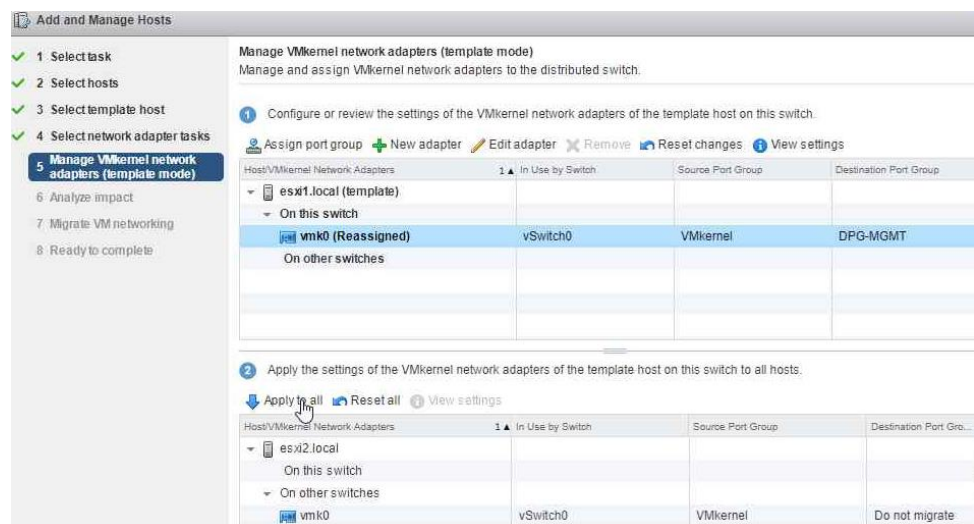 Add and Manage Hosts
1 Select task
2 Select hosts
3 Select template host
4 Select network adapter tasks
5 Manage VMkernel network
adapters (template mode)
6 Analyze impact
7 Migrate VM networking
8 Ready to complete
Manage VMkernel network adapters (template mode)
Manage and assign VMkernel network adapters to the distributed switch.
1 Configure or review the settings of the VMkernel network adapters of the template host on this switch.
Assign port group New adapter Edit adapter Remove Reset changes View settings
Host/VMkernel Network Adapters 1 ▲ In Use by Switch Source Port Group Destination Port Group
esxi1.local (template)
On this switch
vmk0 (Reassigned) vSwitch0 VMkernel DPG-MGMT
On other switches
2 Apply the settings of the VMkernel network adapters of the template host on this switch to all hosts.
Apply to all Reset all View settings
Host/VMkernel Network Adapters 1 ▲ In Use by Switch Source Port Group Destination Port Gro...
esxi2.local
On this switch
On other switches
vmk0 vSwitch0 VMkernel Do not migrate